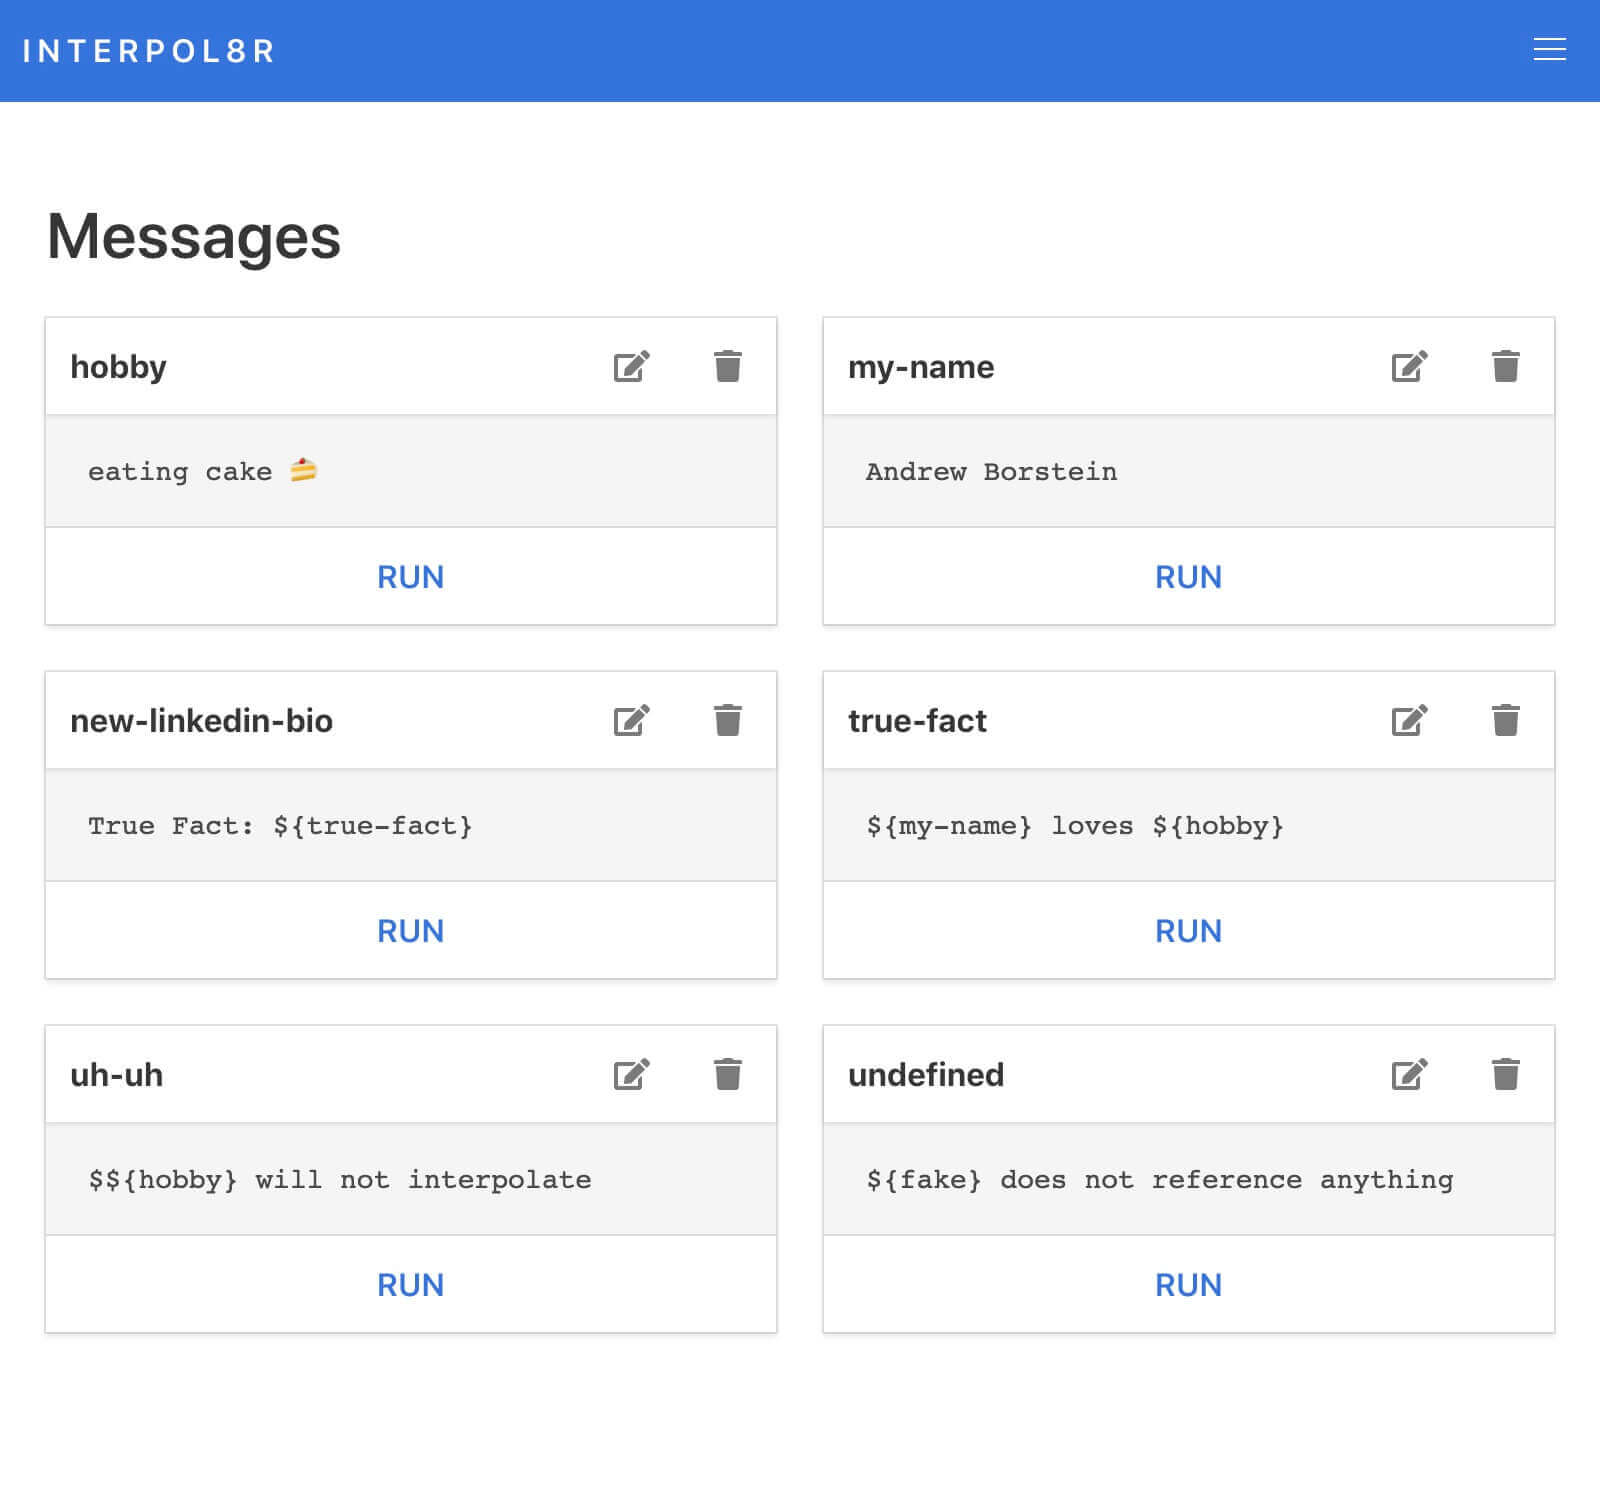 INTERPOL8R
Messages
hobby
eating cake 🍰
RUN
my-name
Andrew Borstein
RUN
new-linkedin-bio
True Fact: ${true-fact}
RUN
true-fact
${my-name} loves ${hobby}
RUN
uh-uh
$${hobby} will not interpolate
RUN
undefined
${fake} does not reference anything
RUN